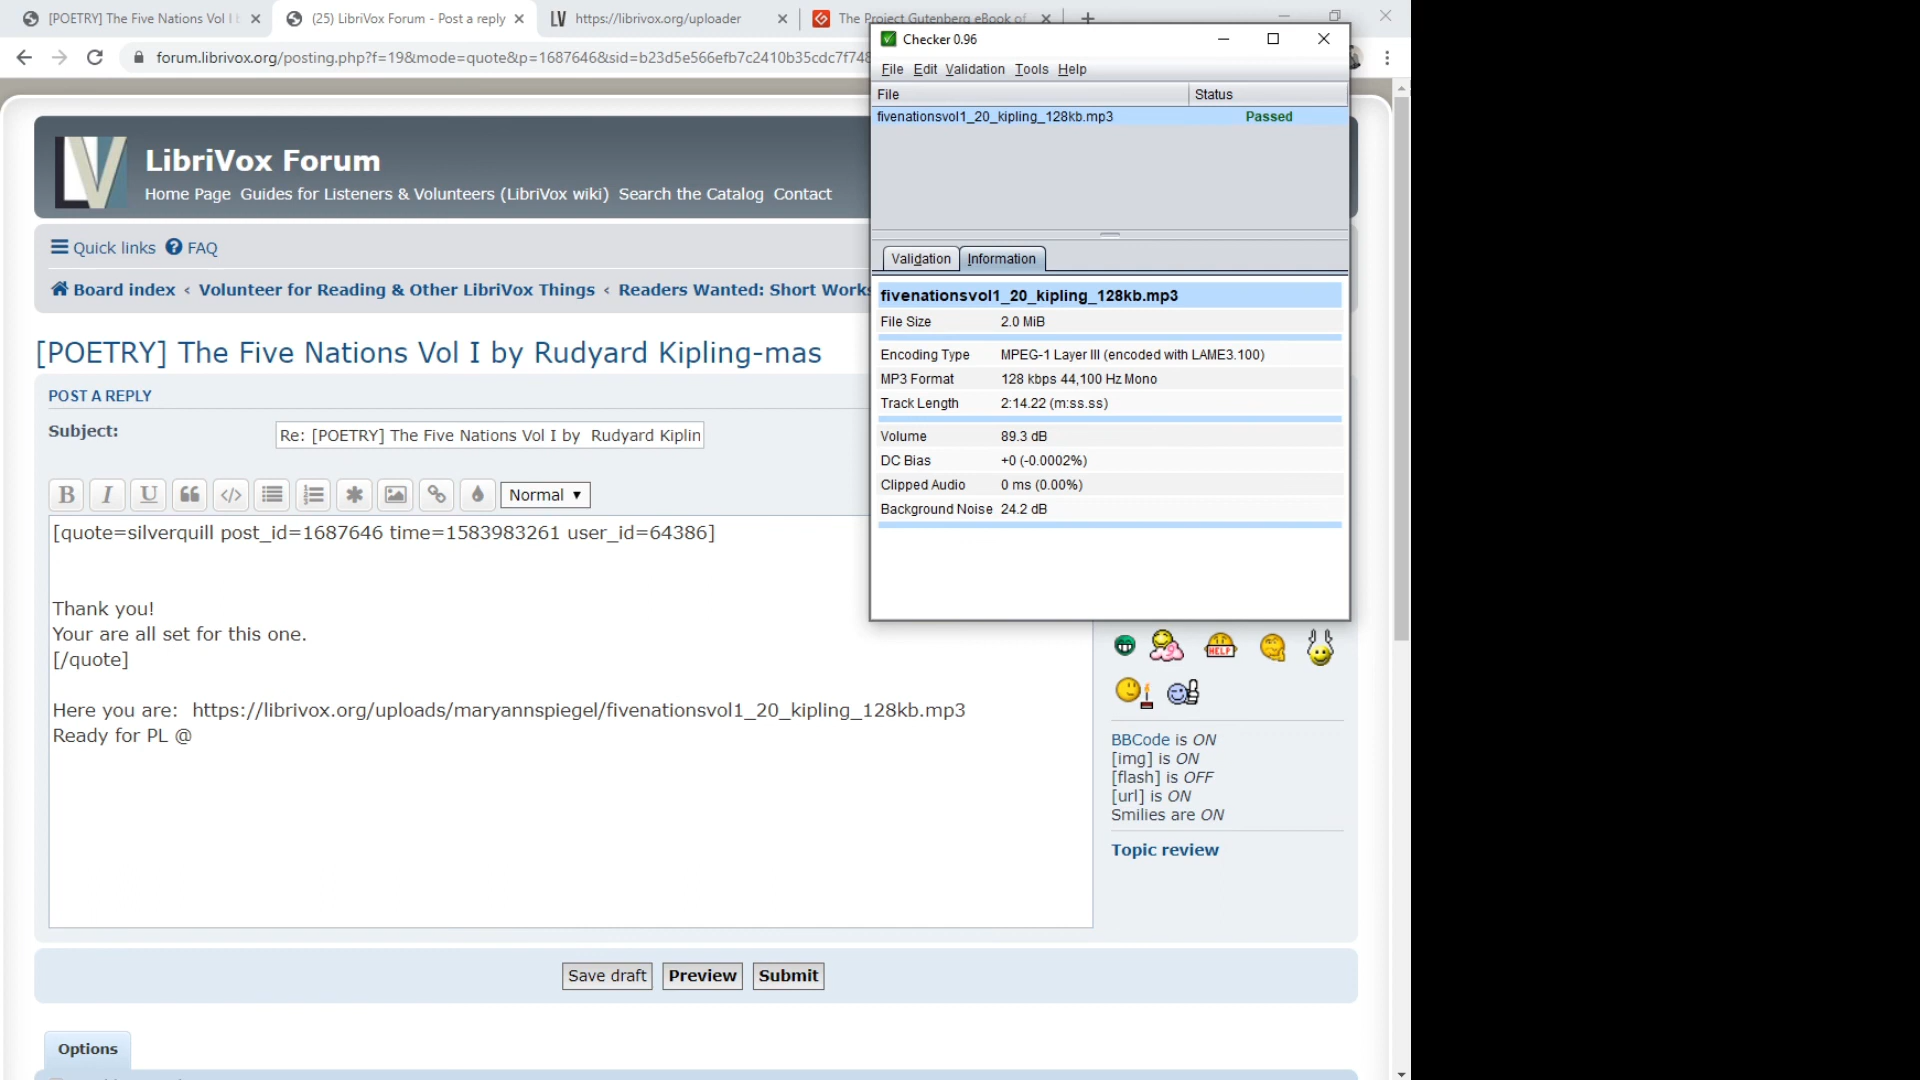 [POETRY] The Five Nations Vol I b
(25) LibriVox Forum - Post a reply
https://librivox.org/uploader
The Project Gutenberg eBook of
forum.librivox.org/posting.php?f=19&mode=quote&p=1687646&sid=b23d5e566efb7c2410b35cdc7f748
Checker 0.96
File Edit Validation Tools Help
File Status
fivenationsvol1_20_kipling_128kb.mp3 Passed
Validation Information
fivenationsvol1_20_kipling_128kb.mp3
File Size 2.0 MiB
Encoding Type MPEG-1 Layer III (encoded with LAME3.100)
MP3 Format 128 kbps 44,100 Hz Mono
Track Length 2:14.22 (m:ss.ss)
Volume 89.3 dB
DC Bias +0 (-0.0002%)
Clipped Audio 0 ms (0.00%)
Background Noise 24.2 dB
LV
LibriVox Forum
Home Page Guides for Listeners & Volunteers (LibriVox wiki) Search the Catalog Contact
Quick links FAQ
Board index ‹ Volunteer for Reading & Other LibriVox Things ‹ Readers Wanted: Short Works
[POETRY] The Five Nations Vol I by Rudyard Kipling-mas
POST A REPLY
Subject: Re: [POETRY] The Five Nations Vol I by  Rudyard Kiplin
B I U Normal
[quote=silverquill post_id=1687646 time=1583983261 user_id=64386]
Thank you!
Your are all set for this one.
[/quote]
Here you are:  https://librivox.org/uploads/maryannspiegel/fivenationsvol1_20_kipling_128kb.mp3
Ready for PL @
HELP
BBCode is ON
[img] is ON
[flash] is OFF
[url] is ON
Smilies are ON
Topic review
Save draft Preview Submit
Options